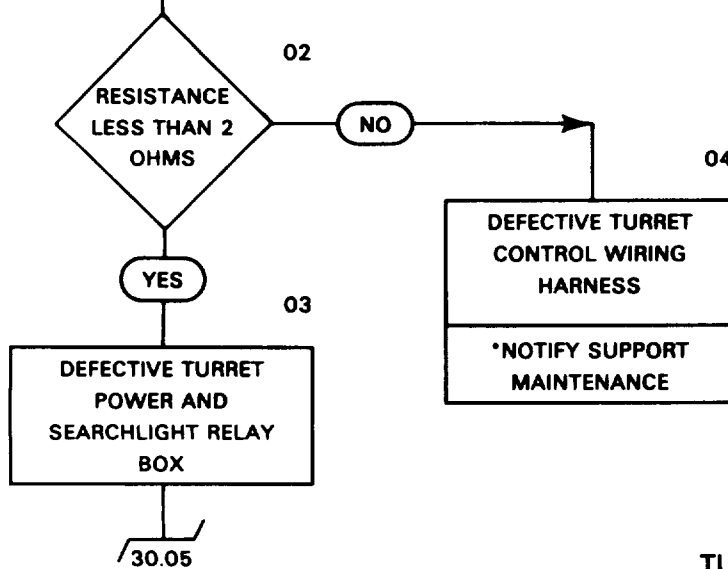 02
RESISTANCE
LESS THAN 2
OHMS
NO
04
DEFECTIVE TURRET
CONTROL WIRING
HARNESS
*NOTIFY SUPPORT
MAINTENANCE
YES
03
DEFECTIVE TURRET
POWER AND
SEARCHLIGHT RELAY
BOX
30.05